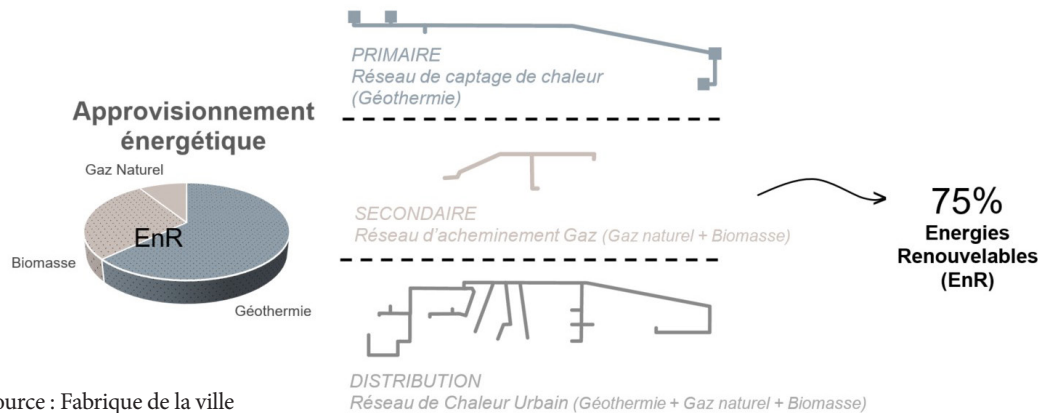 Approvisionnement
énergétique
Gaz Naturel
EnR
Biomasse
Géothermie
PRIMAIRE
Réseau de captage de chaleur
(Géothermie)
SECONDAIRE
Réseau d'acheminement Gaz (Gaz naturel + Biomasse)
DISTRIBUTION
Réseau de Chaleur Urbain (Géothermie + Gaz naturel + Biomasse)
75%
Energies
Renouvelables
(EnR)
ource : Fabrique de la ville